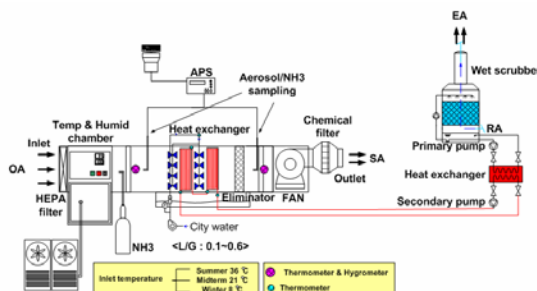 EA
Wet scrubber
APS
Aerosol/NH3
sampling
Chemical
filter
Temp & Humid
chamber
Heat exchanger
RA
Inlet
Primary pump
OA
SA
Outlet
Heat exchanger
HEPA
filter
Eliminator
FAN
Secondary pump
City water
NH3
<L/G : 0.1~0.6>
Inlet temperature
Summer 36 ℃
Midterm 21 ℃
Winter 8 ℃
Thermometer & Hygrometer
Thermometer